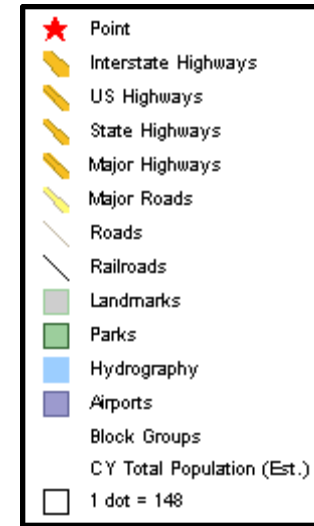 Point
Interstate Highways
US Highways
State Highways
Major Highways
Major Roads
Roads
Railroads
Landmarks
Parks
Hydrography
Airports
Block Groups
CY Total Population (Est.)
1 dot = 148